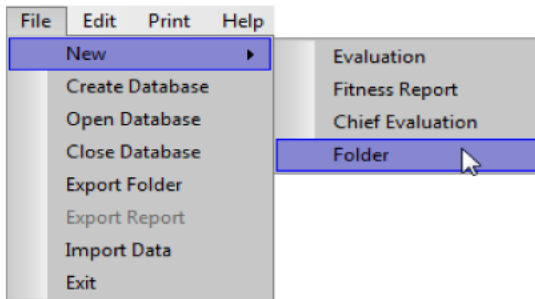 File Edit Print Help
New
Create Database
Open Database
Close Database
Export Folder
Export Report
Import Data
Exit
Evaluation
Fitness Report
Chief Evaluation
Folder